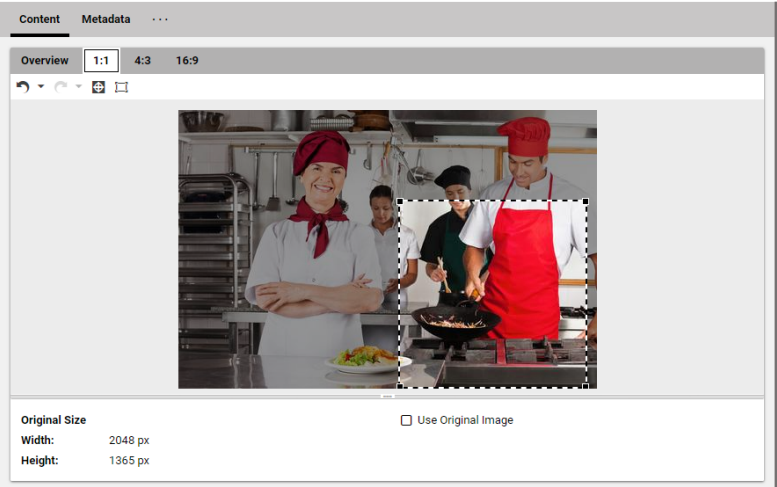 Content Metadata ...
Overview 1:1 4:3 16:9
Original Size
Use Original Image
Width: 2048 px
Height: 1365 px